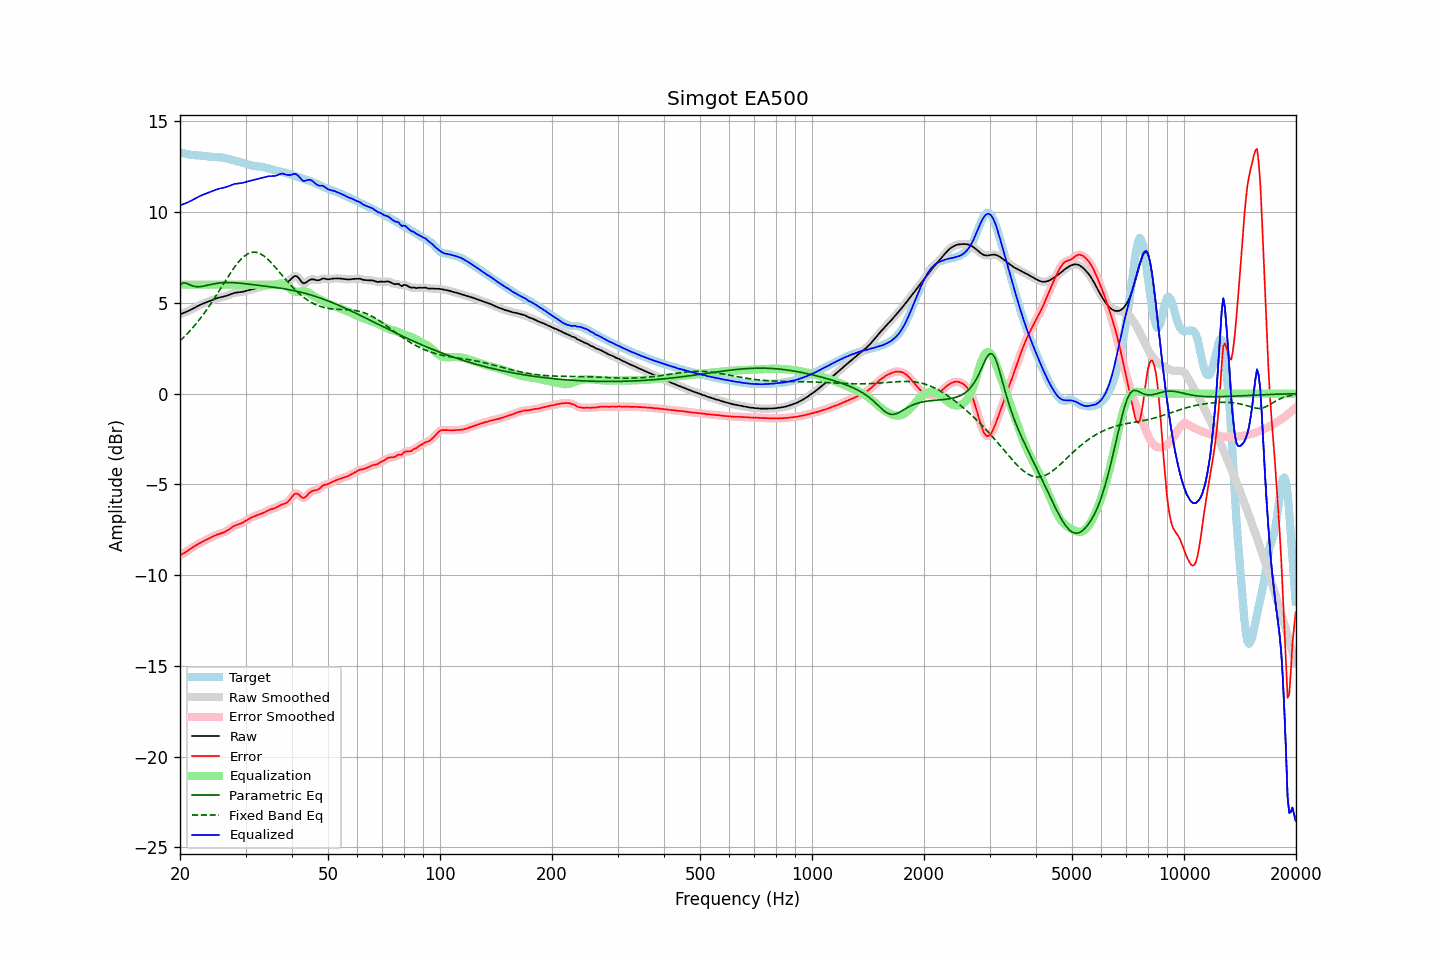 Simgot EA500
Amplitude (dBr)
15
10
5
0
−5
−10
−15
−20
−25
Target
Raw Smoothed
Error Smoothed
Raw
Error
Equalization
Parametric Eq
Fixed Band Eq
Equalized
20 50 100 200 500 1000 2000 5000 10000 20000
Frequency (Hz)